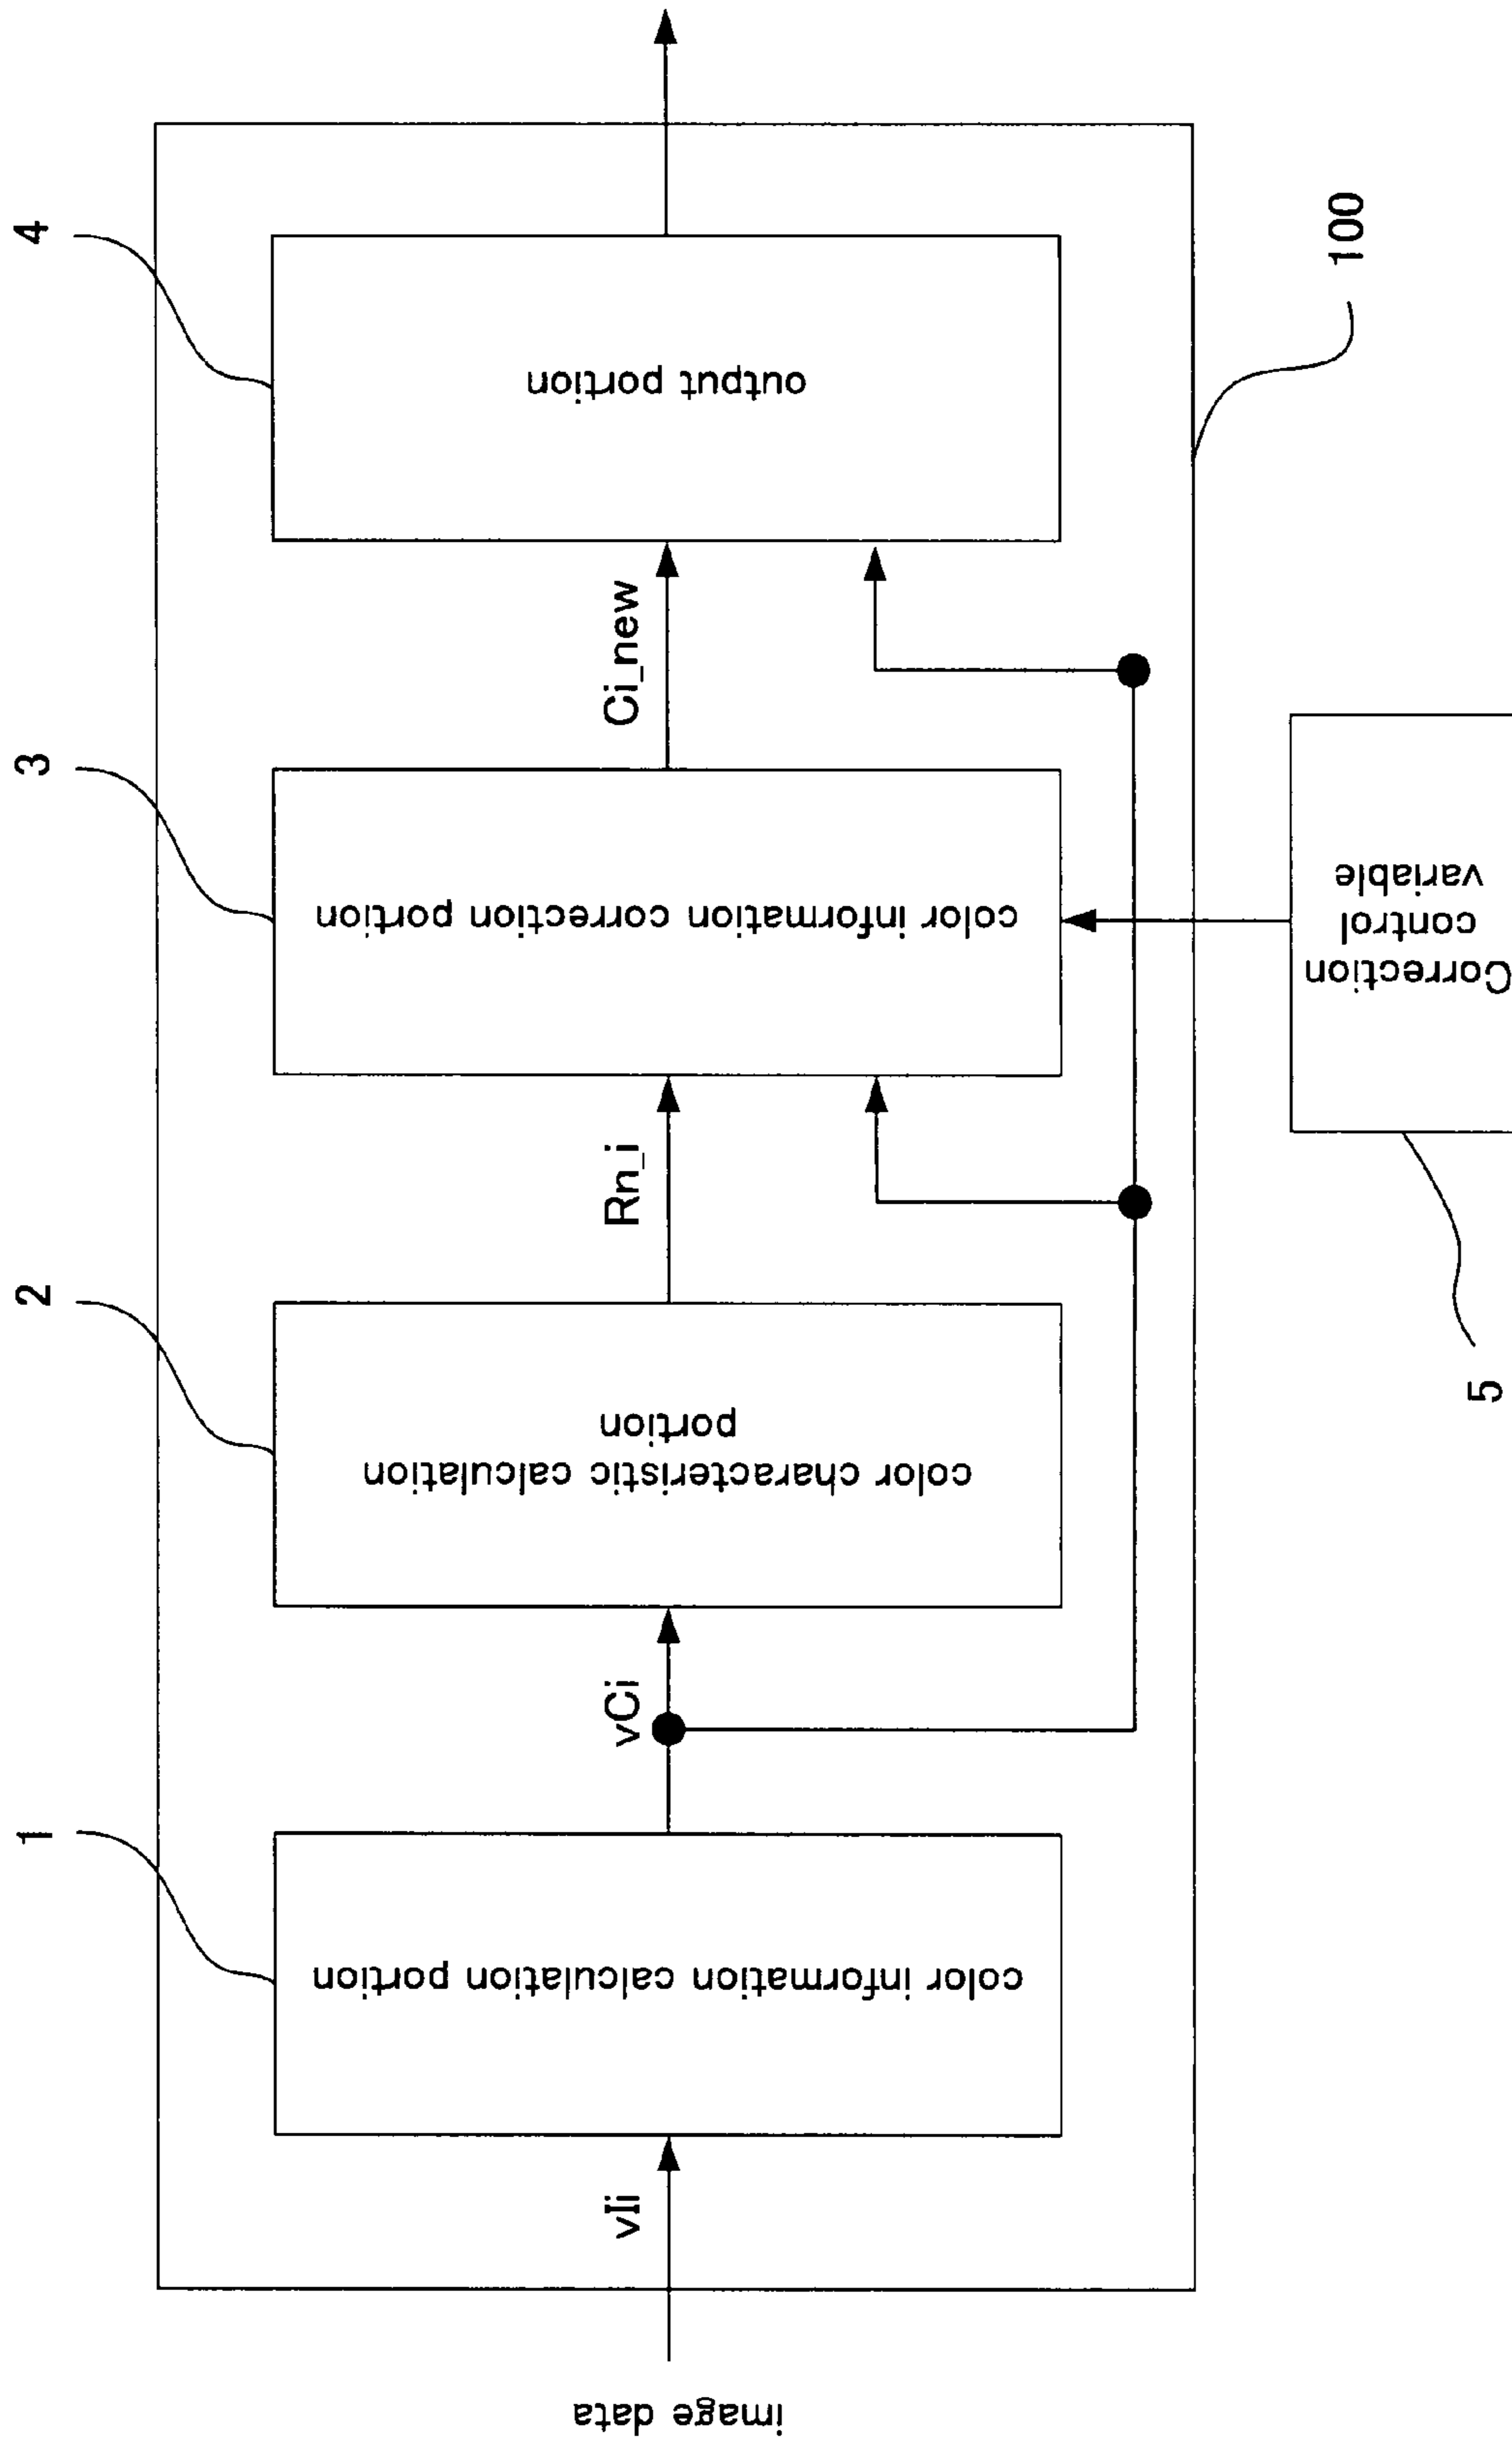 image data
vIi
1
color information calculation portion
vCi
2
color characteristic calculation
portion
Rn_i
3
color information correction portion
Ci_new
4
output portion
100
5
Correction
control
variable